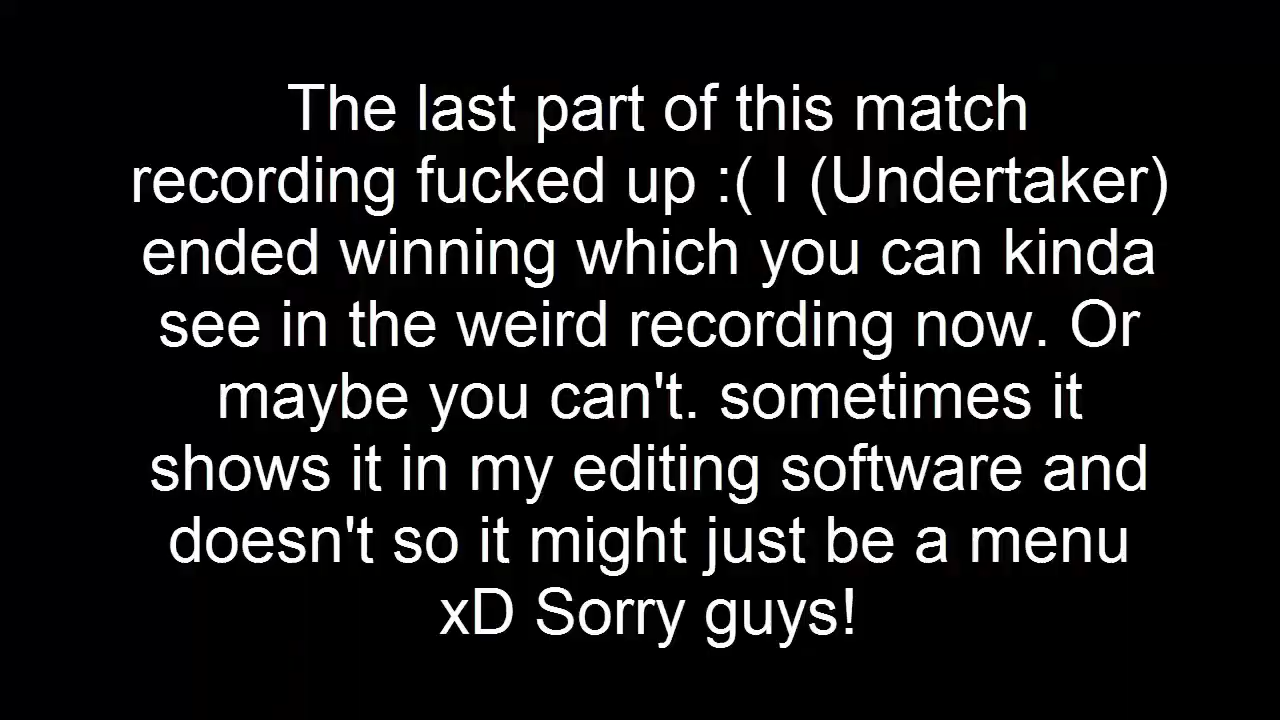 The last part of this match
recording fucked up :( I (Undertaker)
ended winning which you can kinda
see in the weird recording now. Or
maybe you can't. sometimes it
shows it in my editing software and
doesn't so it might just be a menu
xD Sorry guys!